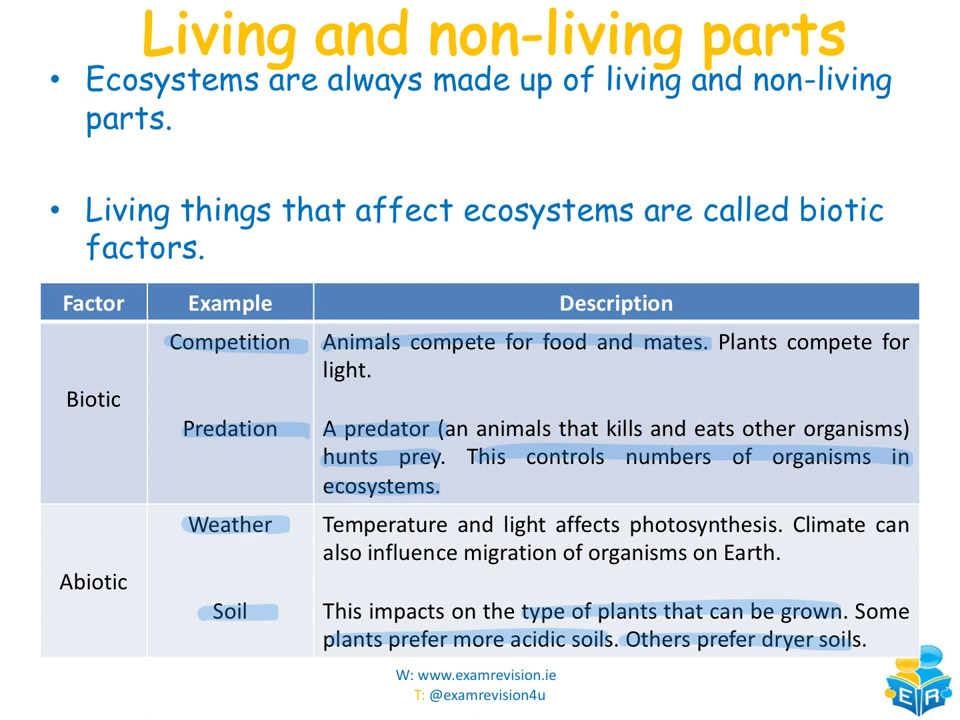 Living and non-living parts
• Ecosystems are always made up of living and non-living
parts.
• Living things that affect ecosystems are called biotic
factors.
Factor Example Description
Biotic
Competition Animals compete for food and mates. Plants compete for
light.
Predation A predator (an animals that kills and eats other organisms)
hunts prey. This controls numbers of organisms in
ecosystems.
Abiotic
Weather Temperature and light affects photosynthesis. Climate can
also influence migration of organisms on Earth.
Soil This impacts on the type of plants that can be grown. Some
plants prefer more acidic soils. Others prefer dryer soils.
W: www.examrevision.ie
T: @examrevision4u
E R